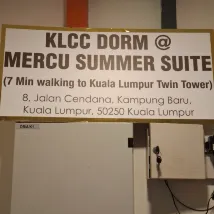 KLCC DORM @
MERCU SUMMER SUITE
(7 Min walking to Kuala Lumpur Twin Tower)
8, Jalan Cendana, Kampung Baru,
Kuala Lumpur, 50250 Kuala Lumpur